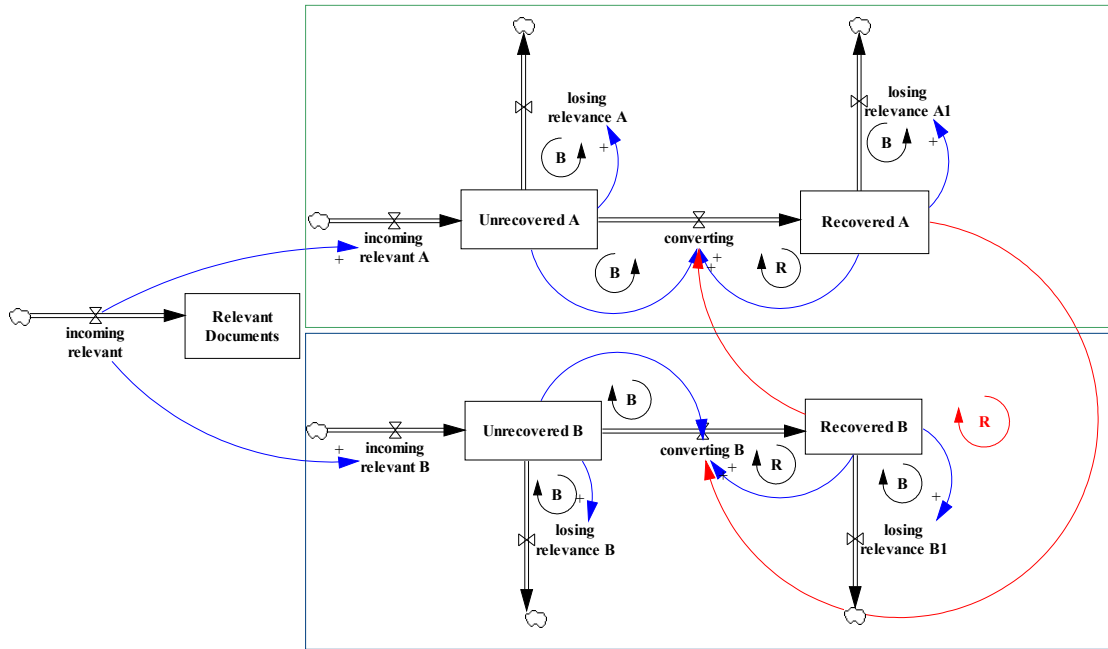 losing
relevance A
losing
relevance A1
B
B
+
+
Unrecovered A
Recovered A
incoming
relevant A
+
converting
+
+
B
R
incoming
relevant
Relevant
Documents
B
R
Unrecovered B
Recovered B
incoming
relevant B
+
converting B
+
+
R
B
+
B
+
losing
relevance B
losing
relevance B1